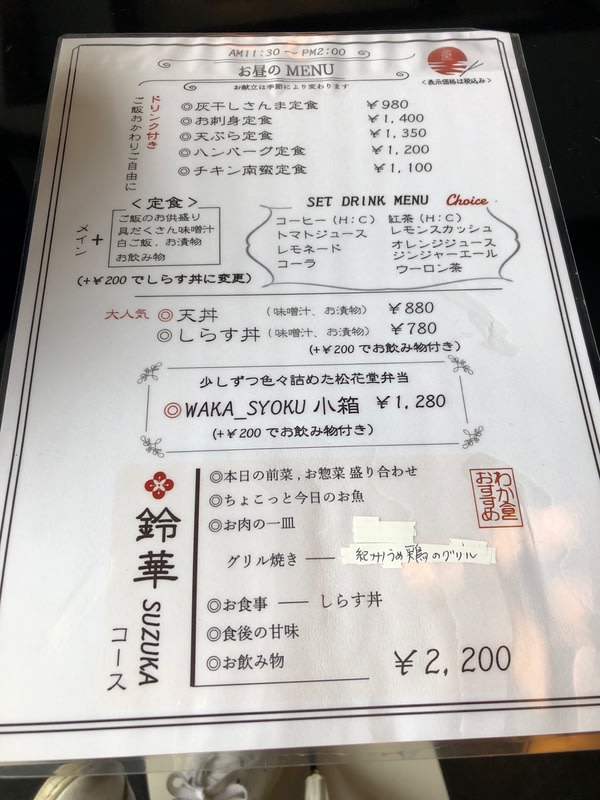 AM11:30 ～ PM2:00
お昼の MENU
お献立は季節により変わります
＜表示価格は税込み＞
ドリンク付き
ご飯おかわりご自由に
◎灰干しさんま定食 ￥980
◎お刺身定食 ￥1,400
◎天ぷら定食 ￥1,350
◎ハンバーグ定食 ￥1,200
◎チキン南蛮定食 ￥1,100
＜定食＞
メイン
+
ご飯のお供盛り
具だくさん味噌汁
白ご飯, お漬物
お飲み物
(+￥200 でしらす丼に変更)
SET DRINK MENU Choice
コーヒー (H:C) 紅茶 (H:C)
トマトジュース レモンスカッシュ
レモネード オレンジジュース
コーラ ジンジャーエール
ウーロン茶
大人気 ◎天丼 (味噌汁、お漬物) ￥880
◎しらす丼 (味噌汁、お漬物) ￥780
(+￥200 でお飲み物付き)
少しずつ色々詰めた松花堂弁当
◎WAKA_SYOKU 小箱 ￥1,280
(+￥200 でお飲み物付き)
鈴華 SUZUKA
コース
◎本日の前菜 , お惣菜 盛り合わせ
◎ちょこっと今日のお魚
◎お肉の一皿
グリル焼き ── 紀州うめ鶏のグリル
◎お食事 ── しらす丼
◎食後の甘味
◎お飲み物
￥2,200
わか食
おすすめ